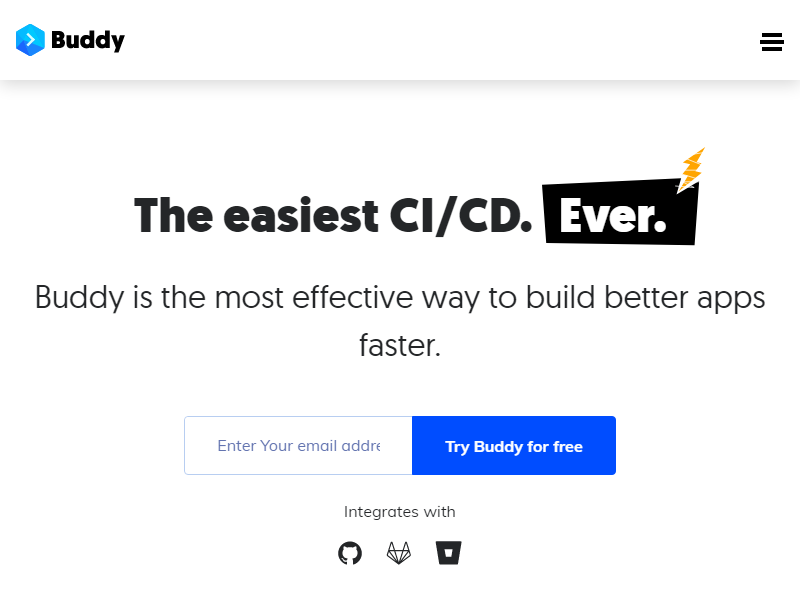 Buddy
The easiest CI/CD. Ever.
Buddy is the most effective way to build better apps
faster.
Enter Your email addre
Try Buddy for free
Integrates with